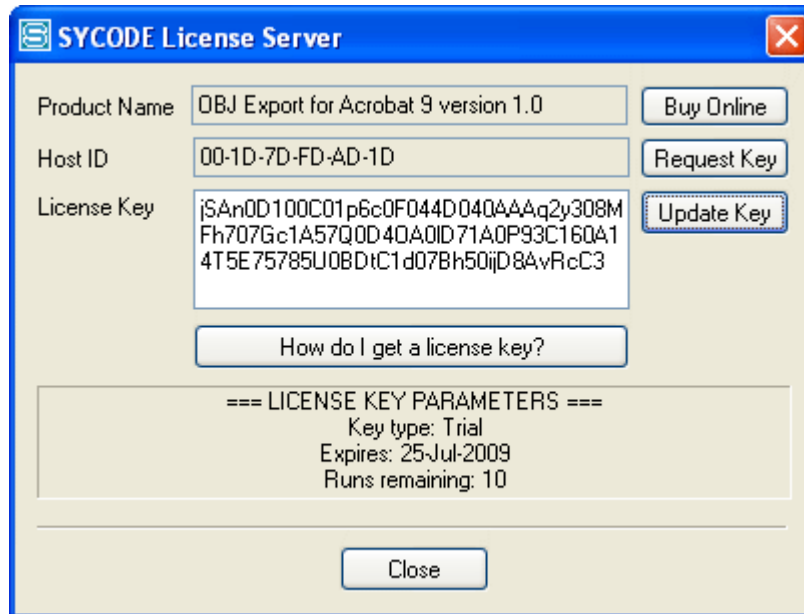 SYCODE License Server
Product Name OBJ Export for Acrobat 9 version 1.0 Buy Online
Host ID 00-1D-7D-FD-AD-1D Request Key
License Key jSAn0D100C01p6c0F044D040AAAq2y308M Update Key
Fh707Gc1A57Q0D4OA0ID71A0P93C160A1
4T5E75785U0BDtC1d07Bh50ijD8AvRcC3
How do I get a license key?
=== LICENSE KEY PARAMETERS ===
Key type: Trial
Expires: 25-Jul-2009
Runs remaining: 10
Close